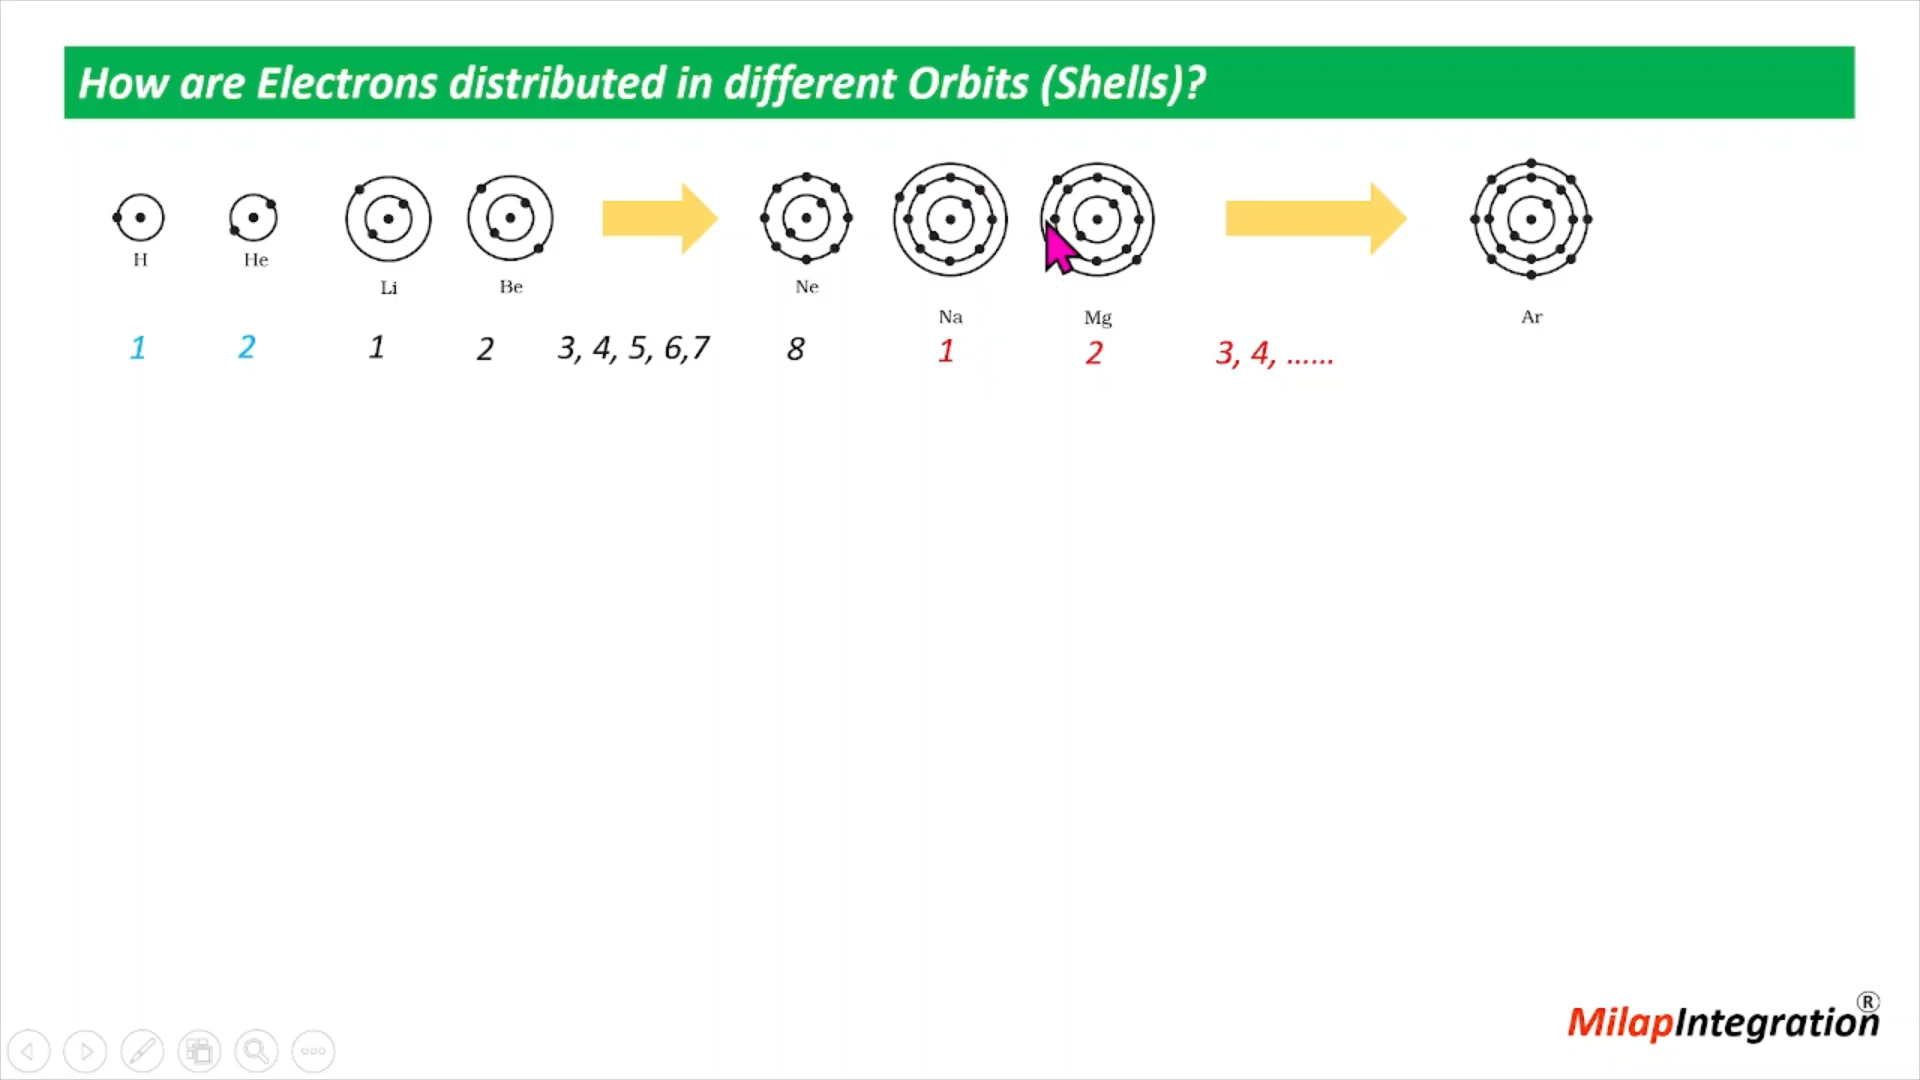 How are Electrons distributed in different Orbits (Shells)?
H He Li Be Ne Na Mg Ar
1 2 1 2 3, 4, 5, 6,7 8 1 2 3, 4, ......
MilapIntegration®